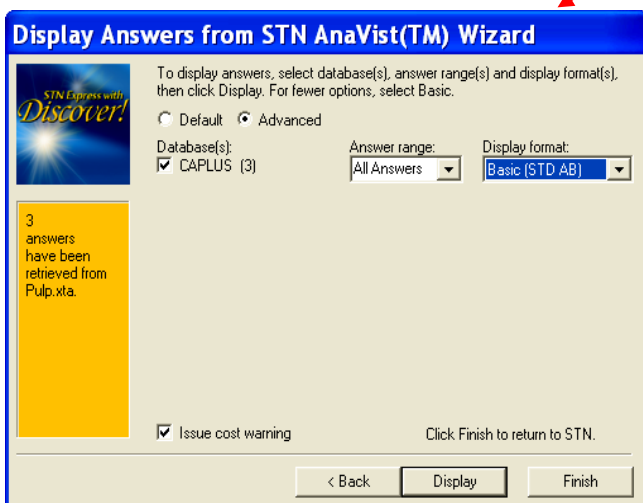 Display Answers from STN AnaVist(TM) Wizard
STN Express with
Discover!
To display answers, select database(s), answer range(s) and display format(s),
then click Display. For fewer options, select Basic.
Default Advanced
Database(s): Answer range: Display format:
CAPLUS (3) All Answers Basic (STD AB)
3
answers
have been
retrieved from
Pulp.xta.
Issue cost warning Click Finish to return to STN.
< Back Display Finish